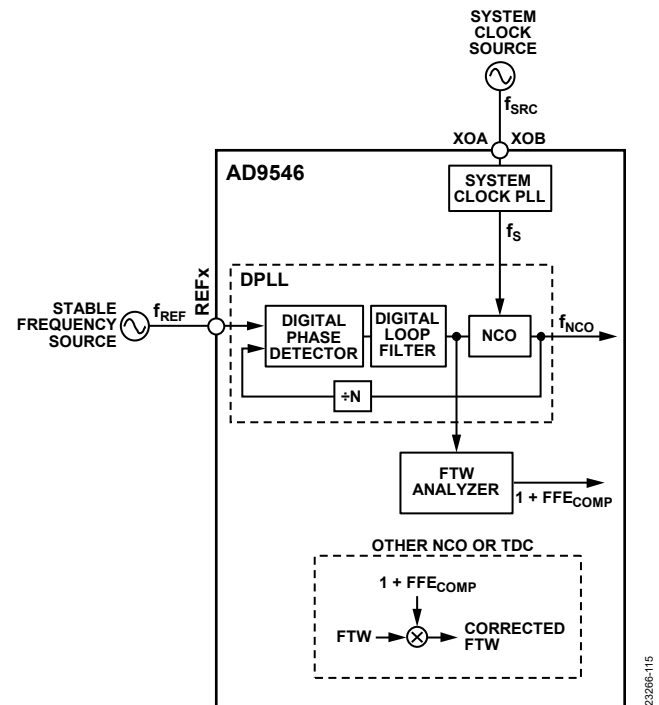 SYSTEM
CLOCK
SOURCE
fSRC
XOA
XOB
AD9546
SYSTEM
CLOCK PLL
fS
DPLL
REFx
STABLE
FREQUENCY
SOURCE
fREF
DIGITAL
PHASE
DETECTOR
DIGITAL
LOOP
FILTER
NCO
fNCO
÷N
FTW
ANALYZER
1 + FFECOMP
OTHER NCO OR TDC
1 + FFECOMP
FTW
CORRECTED
FTW
23266-115